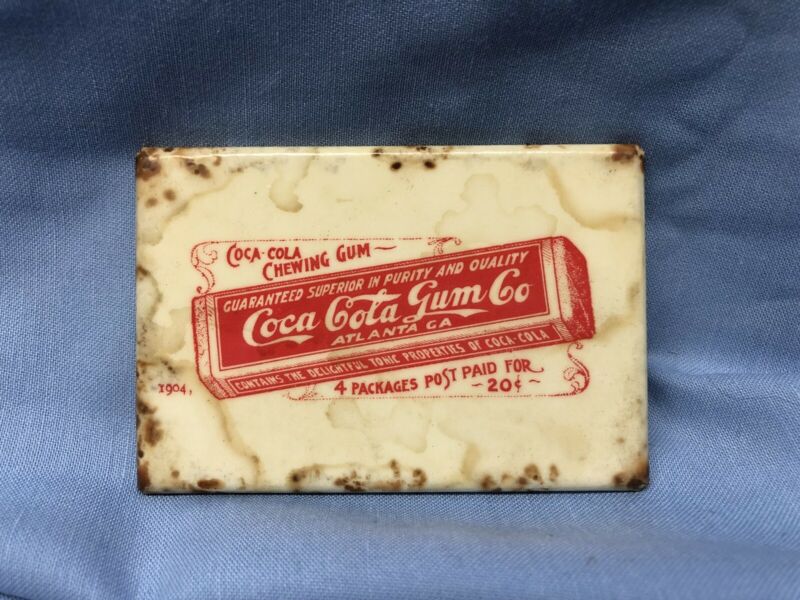 COCA-COLA
CHEWING GUM
GUARANTEED SUPERIOR IN PURITY AND QUALITY
Coca Cola Gum Co
ATLANTA GA
CONTAINS THE DELIGHTFUL TONIC PROPERTIES OF COCA-COLA
1904,
4 PACKAGES POST PAID FOR
~20¢~